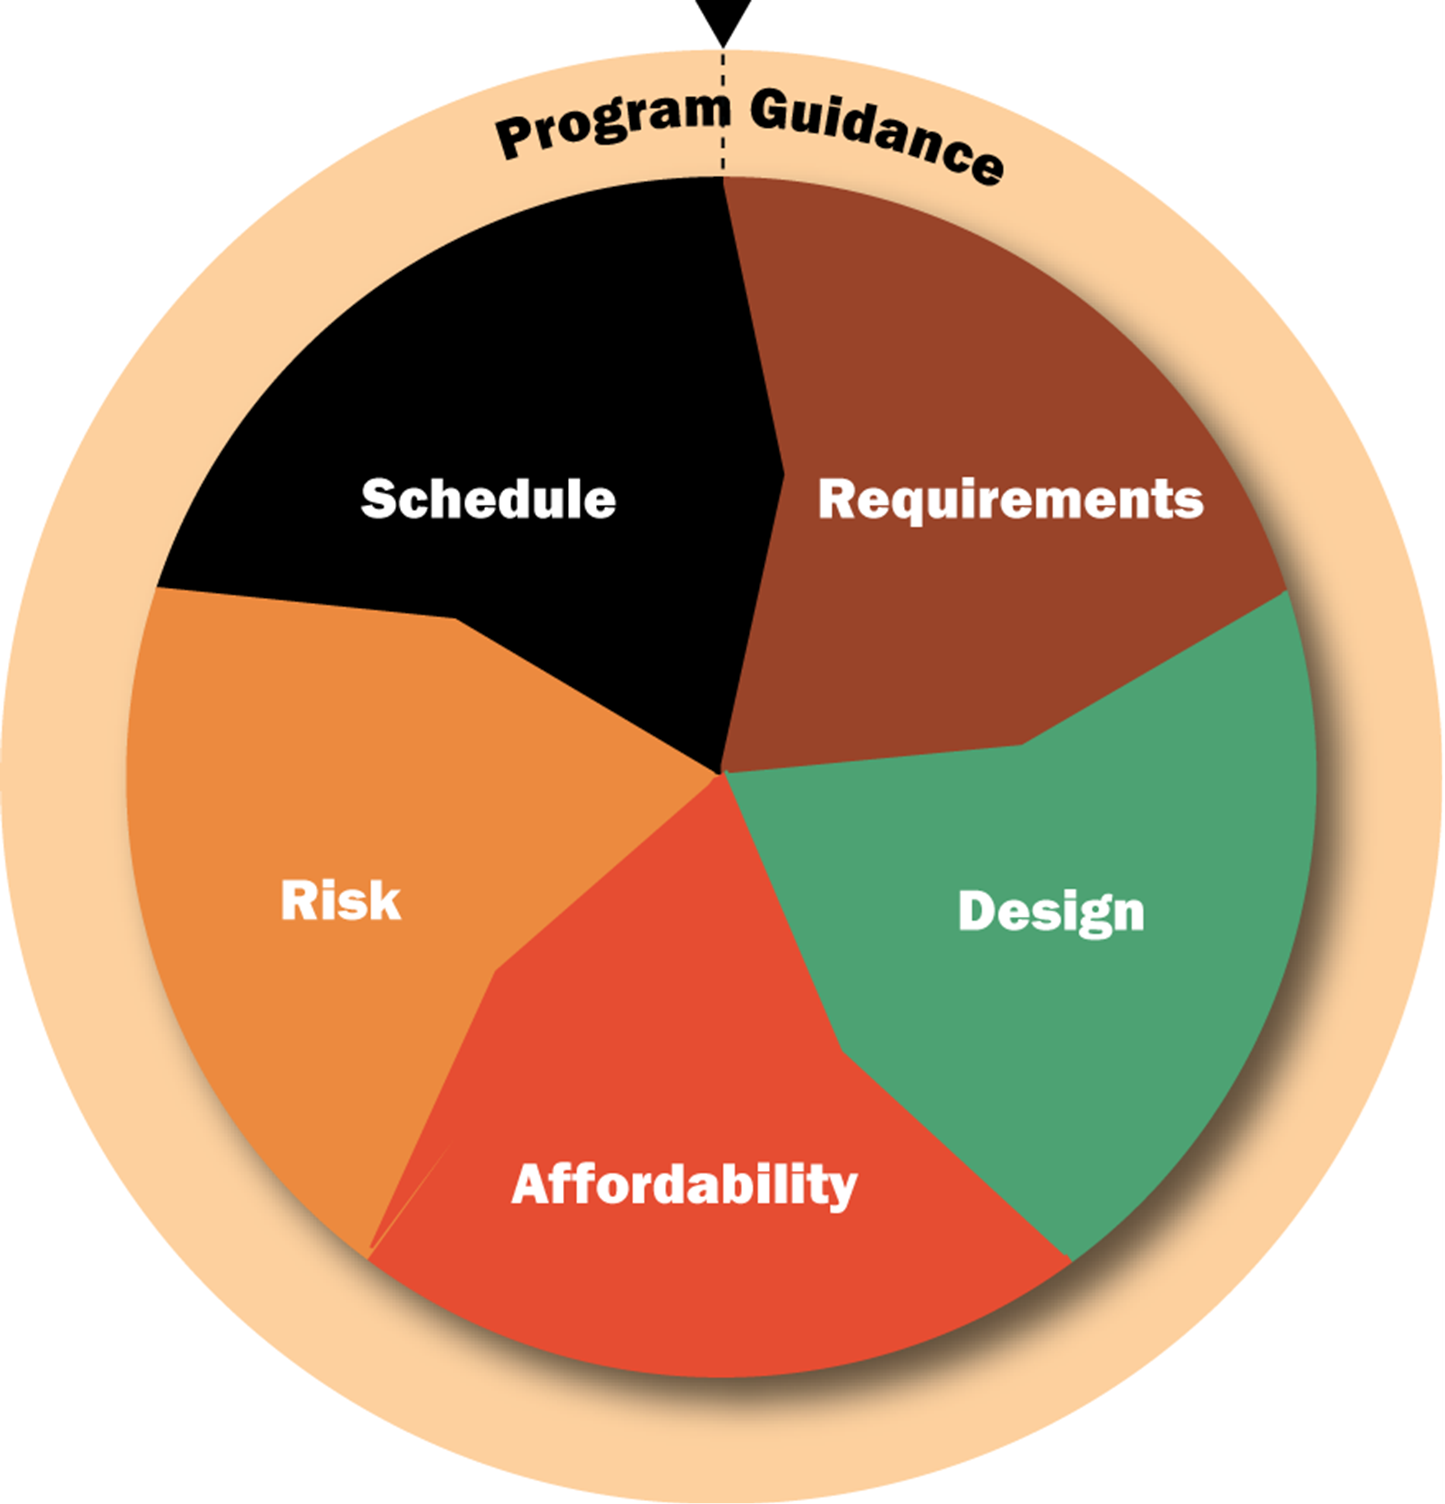 Program Guidance
Schedule
Requirements
Risk
Design
Affordability